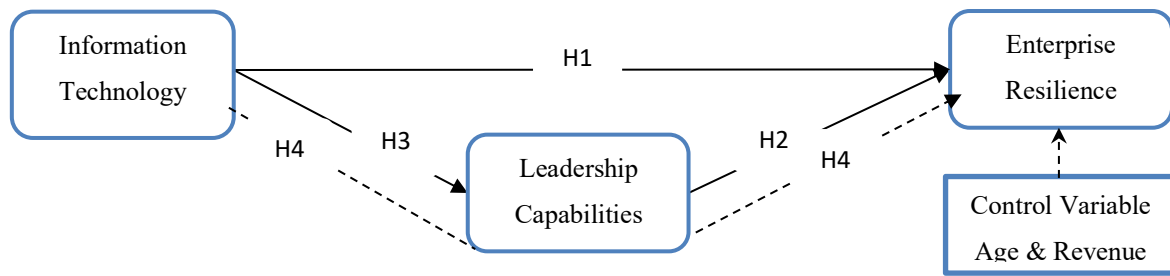 Information
Technology
H1
Enterprise
Resilience
H4
H3
H2
H4
Leadership
Capabilities
Control Variable
Age & Revenue